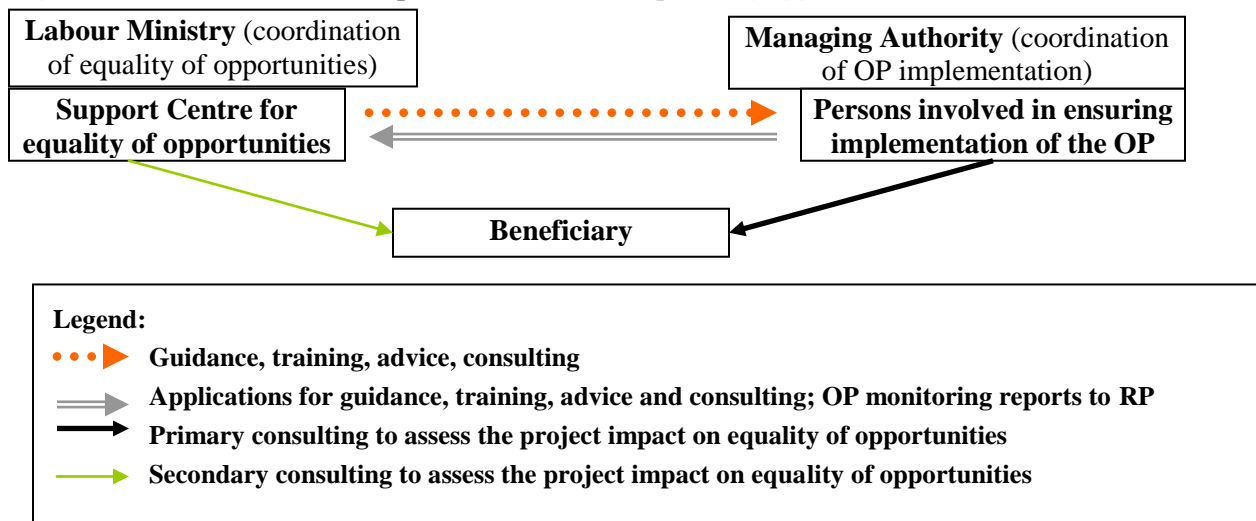 Labour Ministry (coordination
of equality of opportunities)
Support Centre for
equality of opportunities
Managing Authority (coordination
of OP implementation)
Persons involved in ensuring
implementation of the OP
Beneficiary
Legend:
Guidance, training, advice, consulting
Applications for guidance, training, advice and consulting; OP monitoring reports to RP
Primary consulting to assess the project impact on equality of opportunities
Secondary consulting to assess the project impact on equality of opportunities